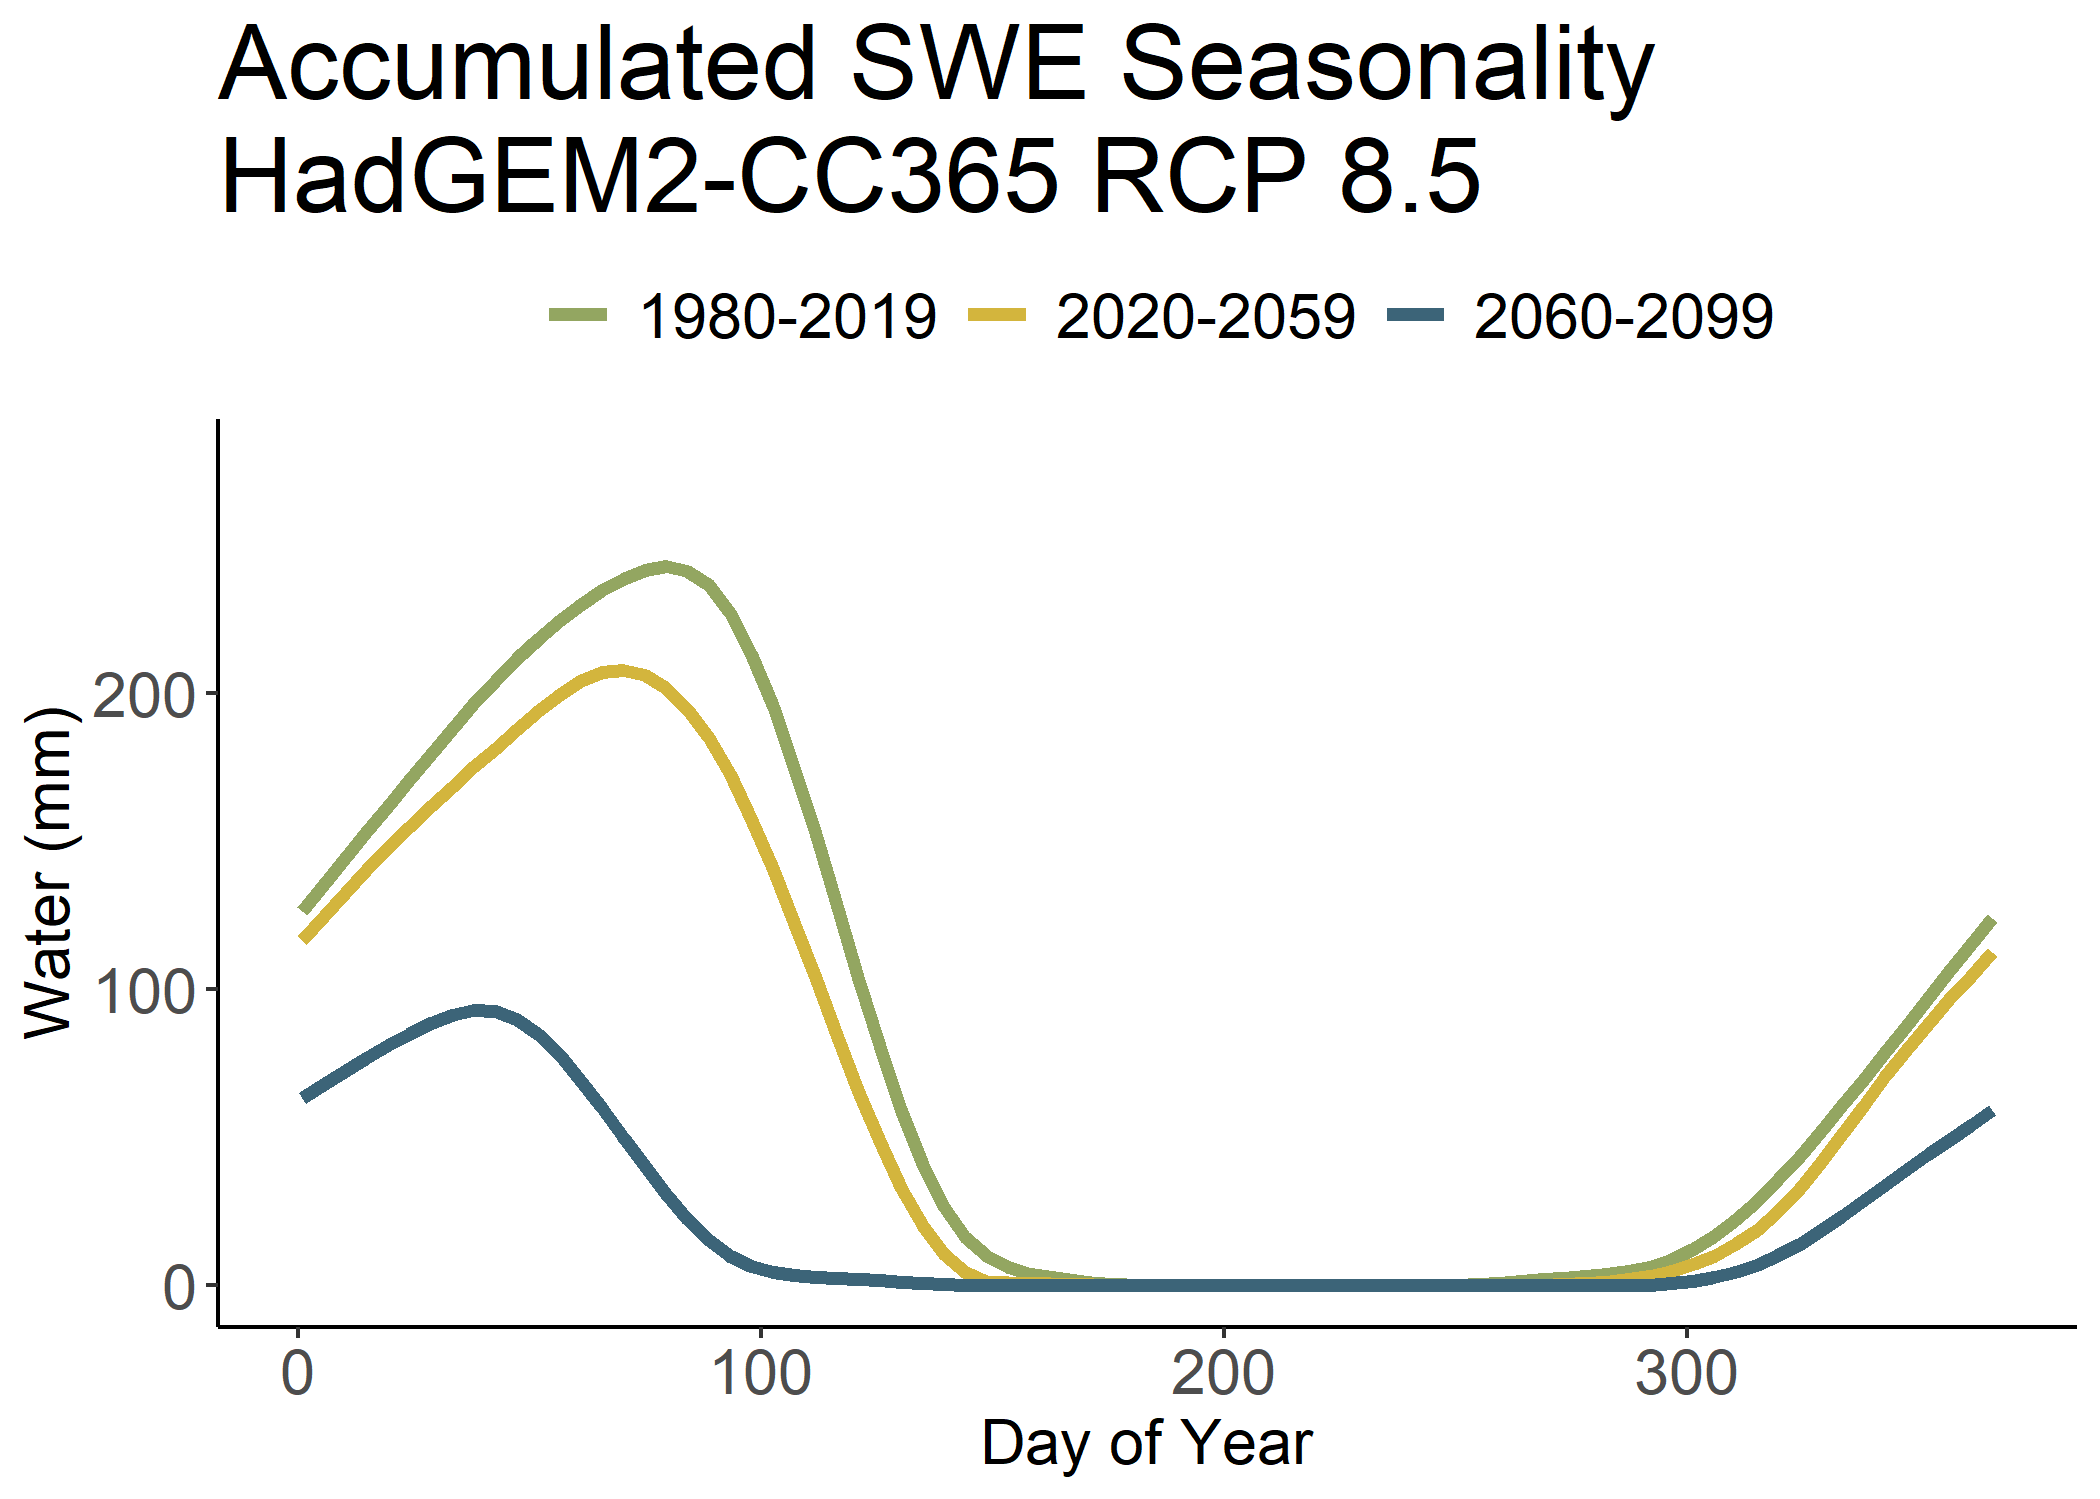 Accumulated SWE Seasonality
HadGEM2-CC365 RCP 8.5
1980-2019 2020-2059 2060-2099
Water (mm)
200
100
0
0 100 200 300
Day of Year